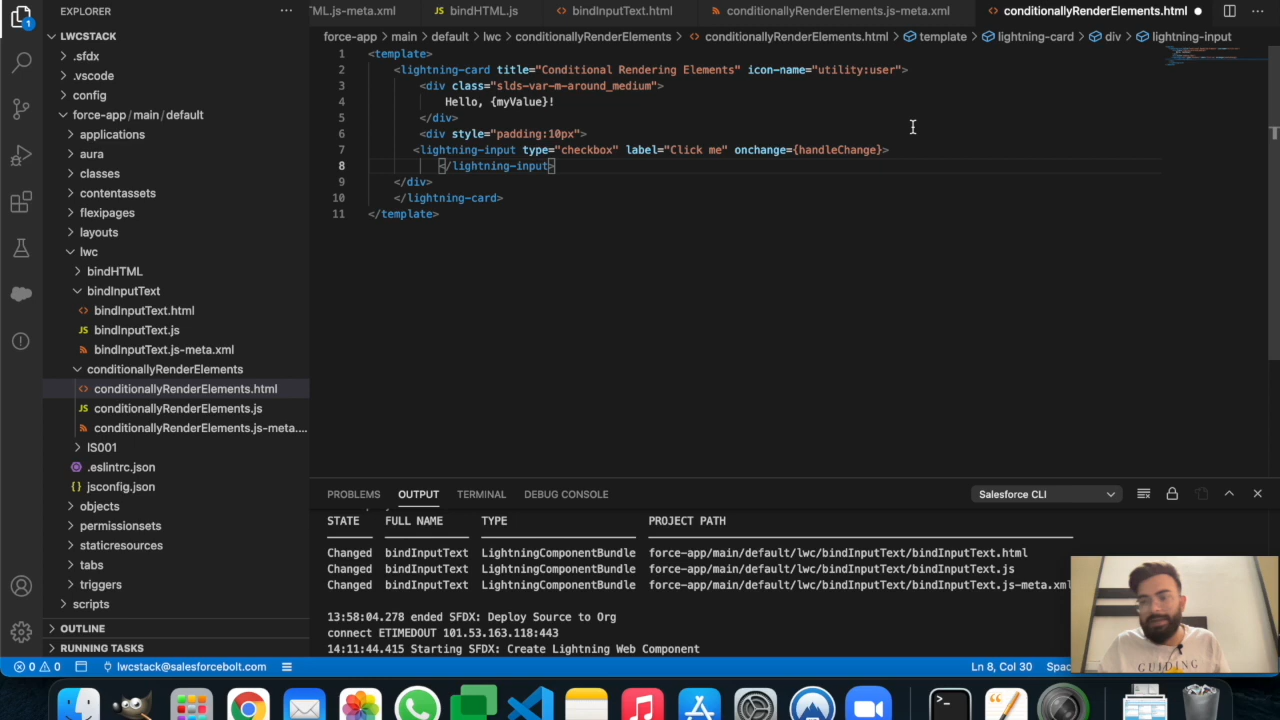 EXPLORER
LWCSTACK
.sfdx
.vscode
config
force-app/main/default
applications
aura
classes
contentassets
flexipages
layouts
lwc
bindHTML
bindInputText
bindInputText.html
JS bindInputText.js
bindInputText.js-meta.xml
conditionallyRenderElements
conditionallyRenderElements.html
JS conditionallyRenderElements.js
conditionallyRenderElements.js-meta....
IS001
.eslintrc.json
{} jsconfig.json
objects
permissionsets
staticresources
tabs
triggers
scripts
OUTLINE
RUNNING TASKS
TML.js-meta.xml JS bindHTML.js bindInputText.html conditionallyRenderElements.js-meta.xml conditionallyRenderElements.html
force-app > main > default > lwc > conditionallyRenderElements > conditionallyRenderElements.html > template > lightning-card > div > lightning-input
1 <template>
2 <lightning-card title="Conditional Rendering Elements" icon-name="utility:user">
3 <div class="slds-var-m-around_medium">
4 Hello, {myValue}!
5 </div>
6 <div style="padding:10px">
7 <lightning-input type="checkbox" label="Click me" onchange={handleChange}>
8 </lightning-input>
9 </div>
10 </lightning-card>
11 </template>
PROBLEMS OUTPUT TERMINAL DEBUG CONSOLE Salesforce CLI
STATE FULL NAME TYPE PROJECT PATH
Changed bindInputText LightningComponentBundle force-app/main/default/lwc/bindInputText/bindInputText.html
Changed bindInputText LightningComponentBundle force-app/main/default/lwc/bindInputText/bindInputText.js
Changed bindInputText LightningComponentBundle force-app/main/default/lwc/bindInputText/bindInputText.js-meta.xml
13:58:04.278 ended SFDX: Deploy Source to Org
connect ETIMEDOUT 101.53.163.118:443
14:11:44.415 Starting SFDX: Create Lightning Web Component
GUIDING
0 0 lwcstack@salesforcebolt.com Ln 8, Col 30 Spac